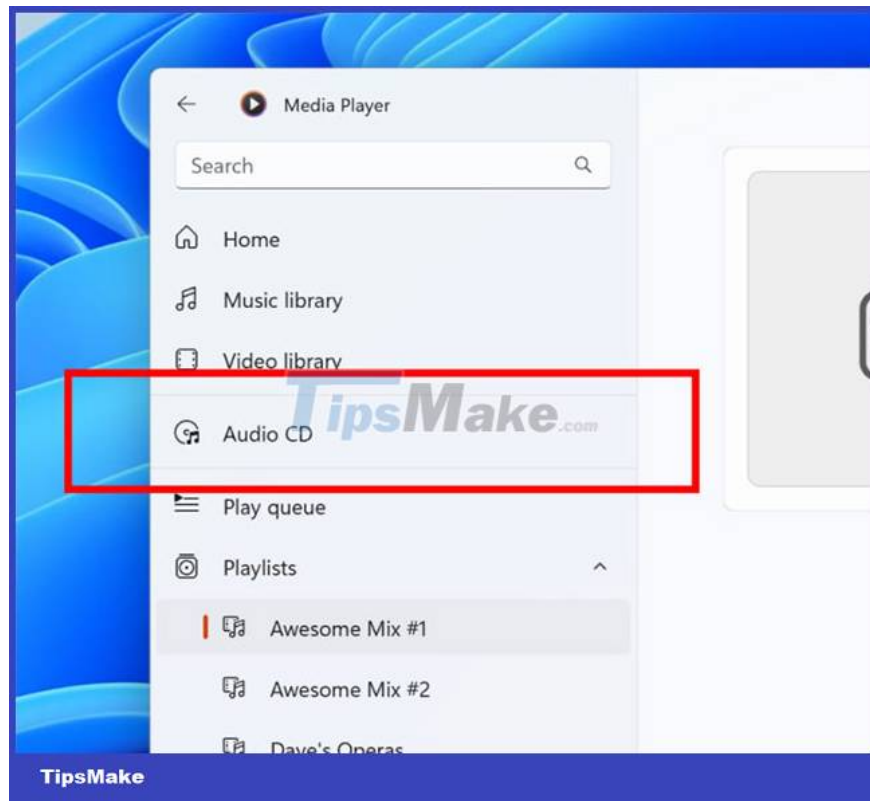 Media Player
Search
Home
Music library
Video library
Audio CD
TipsMake.com
Play queue
Playlists
Awesome Mix #1
Awesome Mix #2
Dave's Operas
TipsMake